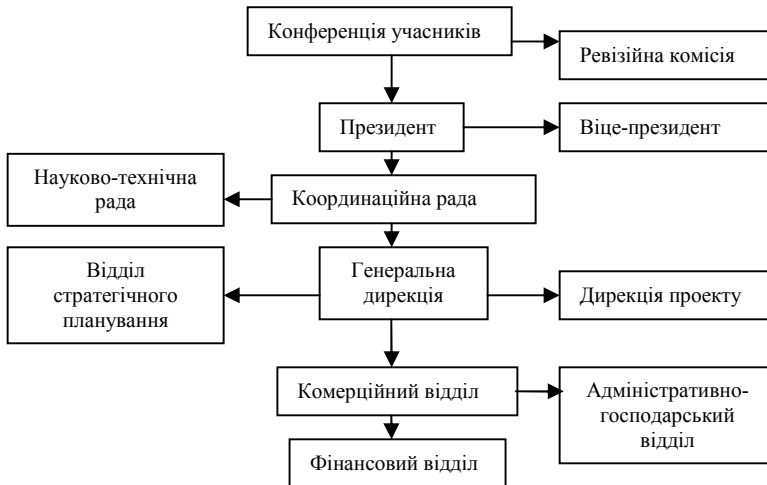 Конференція учасників
Ревізійна комісія
Президент
Віце-президент
Науково-технічна
рада
Координаційна рада
Відділ
стратегічного
планування
Генеральна
дирекція
Дирекція проекту
Комерційний відділ
Адміністративно-
господарський
відділ
Фінансовий відділ